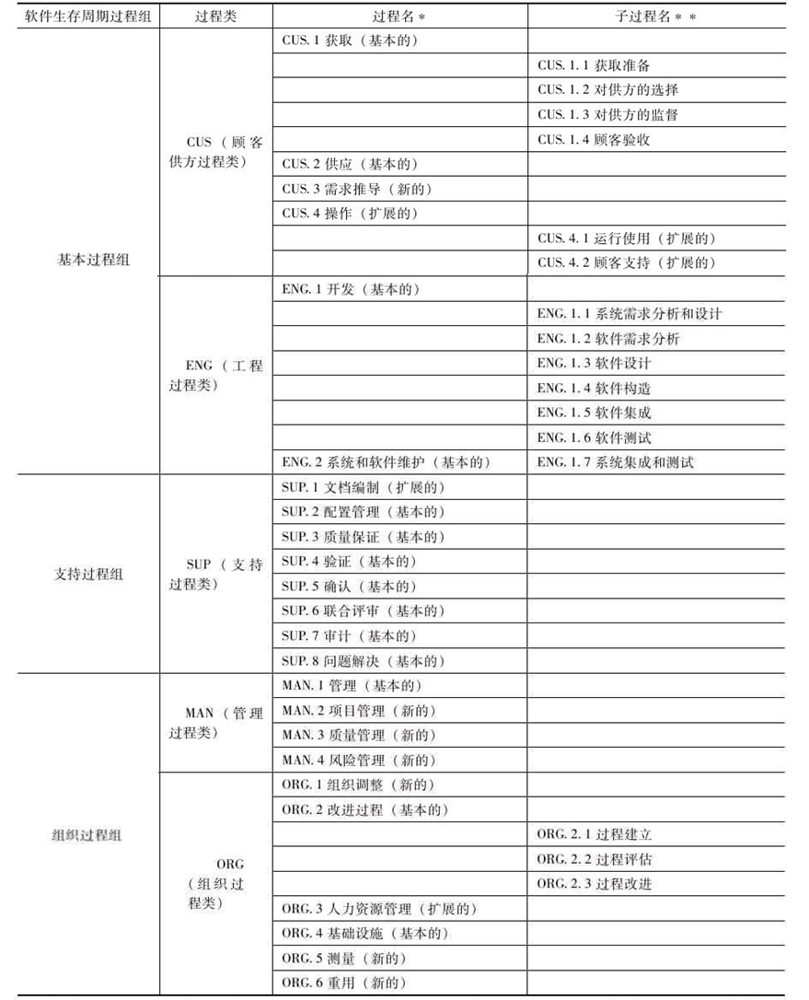 软件生存周期过程组 过程类 过程名* 子过程名**
CUS.1 获取（基本的）
CUS.1.1 获取准备
CUS.1.2 对供方的选择
CUS.1.3 对供方的监督
CUS（顾客
CUS.1.4 顾客验收
供方过程类）
CUS.2 供应（基本的）
CUS.3 需求推导（新的）
CUS.4 操作（扩展的）
CUS.4.1 运行使用（扩展的）
基本过程组
CUS.4.2 顾客支持（扩展的）
ENG.1 开发（基本的）
ENG.1.1 系统需求分析和设计
ENG.1.2 软件需求分析
ENG（工程
ENG.1.3 软件设计
过程类）
ENG.1.4 软件构造
ENG.1.5 软件集成
ENG.1.6 软件测试
ENG.2 系统和软件维护（基本的） ENG.1.7 系统集成和测试
SUP.1 文档编制（扩展的）
SUP.2 配置管理（基本的）
SUP.3 质量保证（基本的）
SUP（支持
SUP.4 验证（基本的）
支持过程组
过程类）
SUP.5 确认（基本的）
SUP.6 联合评审（基本的）
SUP.7 审计（基本的）
SUP.8 问题解决（基本的）
MAN.1 管理（基本的）
MAN（管理
MAN.2 项目管理（新的）
过程类）
MAN.3 质量管理（新的）
MAN.4 风险管理（新的）
ORG.1 组织调整（新的）
ORG.2 改进过程（基本的）
组织过程组
ORG.2.1 过程建立
ORG
ORG.2.2 过程评估
（组织过
ORG.2.3 过程改进
程类）
ORG.3 人力资源管理（扩展的）
ORG.4 基础设施（基本的）
ORG.5 测量（新的）
ORG.6 重用（新的）